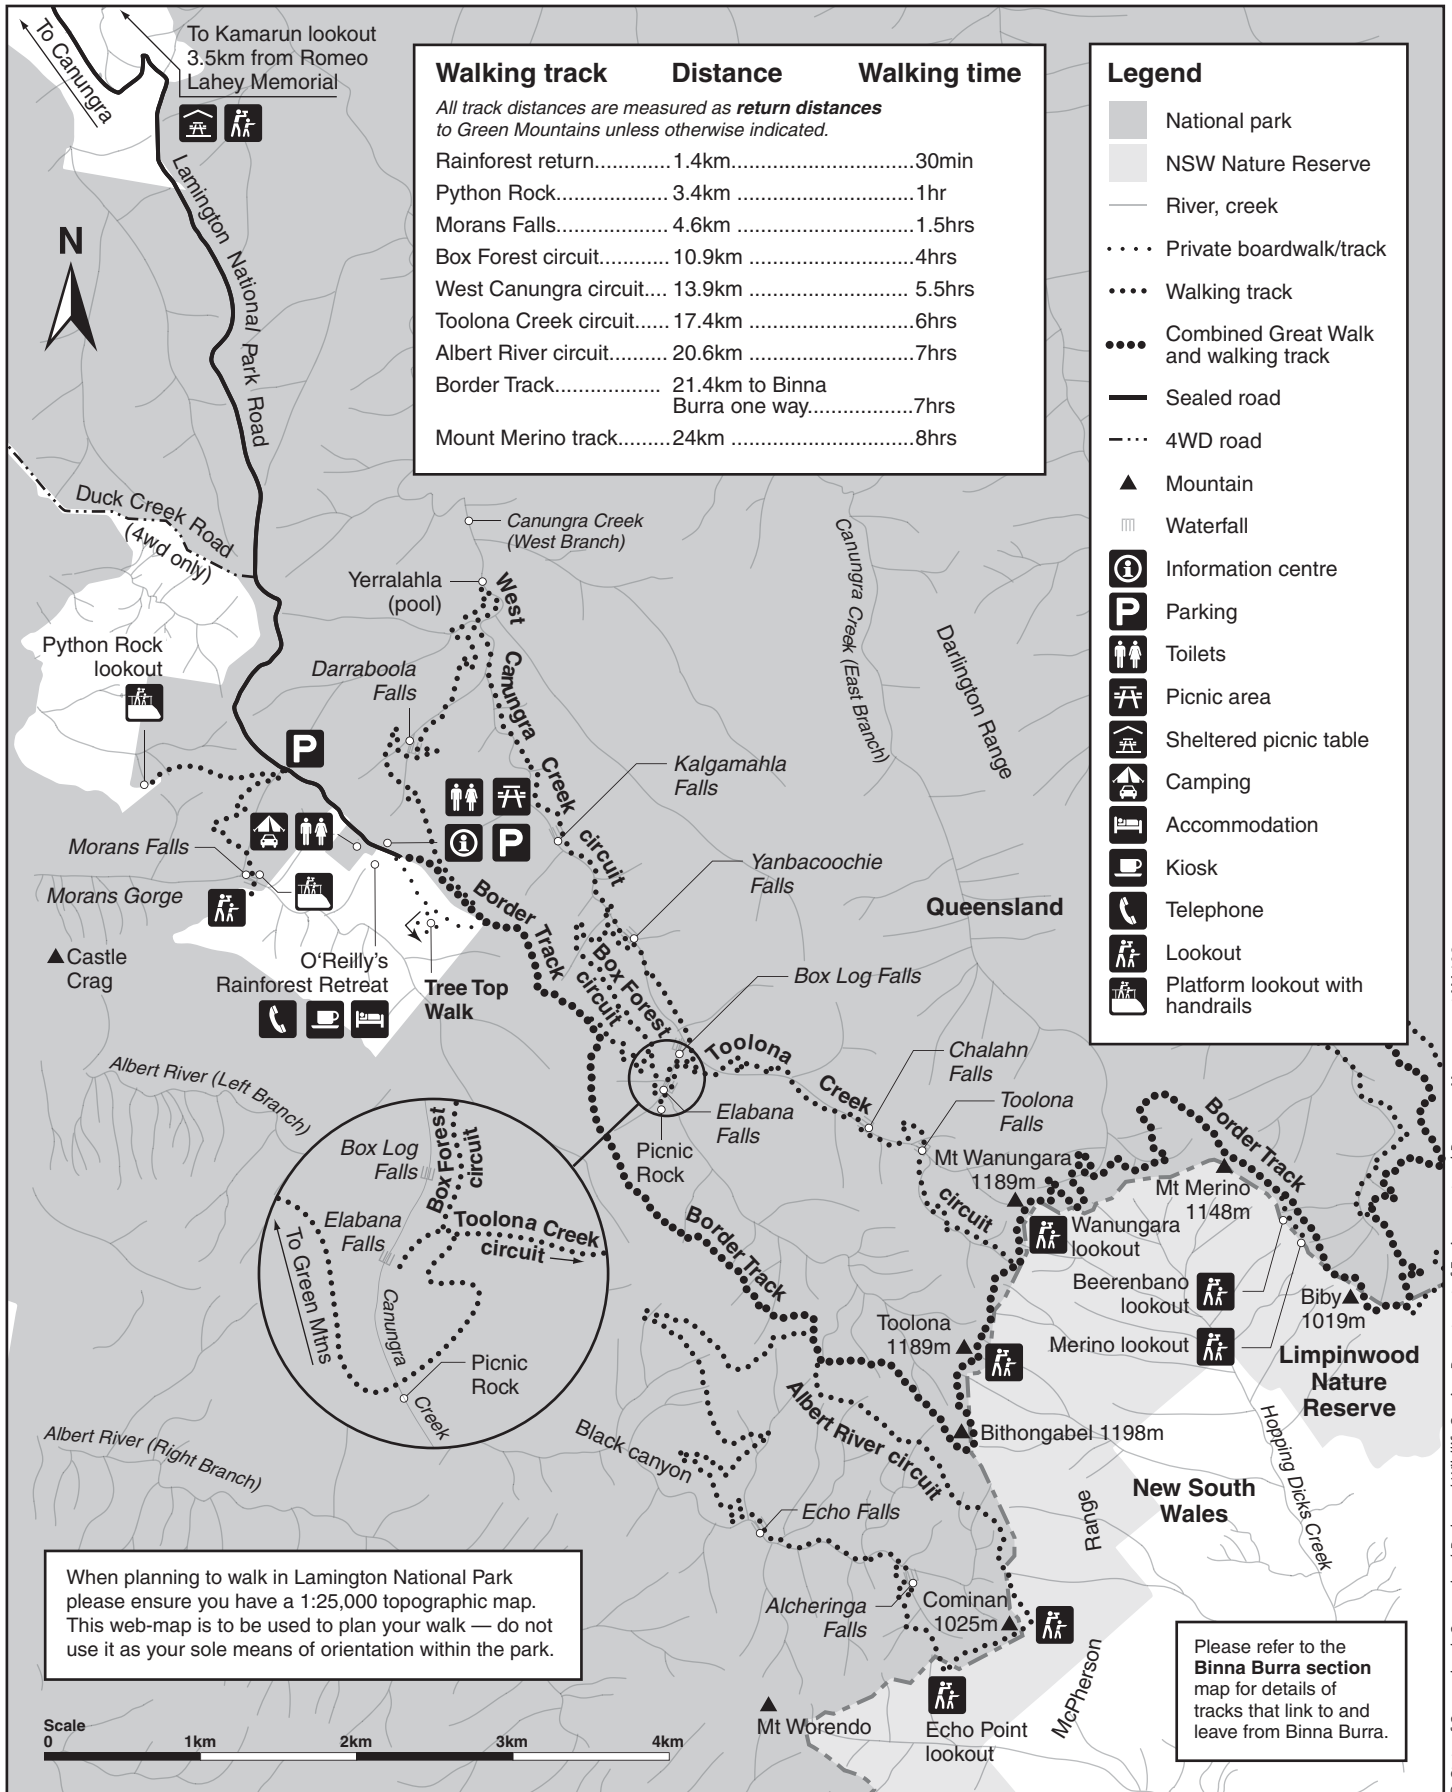 To Canungra
To Kamarun lookout
3.5km from Romeo
Lahey Memorial
Lamington National Park Road
N
Walking track Distance Walking time
All track distances are measured as return distances
to Green Mountains unless otherwise indicated.
Rainforest return............1.4km.............................30min
Python Rock..................3.4km .............................1hr
Morans Falls..................4.6km .............................1.5hrs
Box Forest circuit............10.9km ...........................4hrs
West Canungra circuit....13.9km .......................... 5.5hrs
Toolona Creek circuit......17.4km ...........................6hrs
Albert River circuit..........20.6km ...........................7hrs
Border Track................. 21.4km to Binna
Burra one way.................7hrs
Mount Merino track.........24km .............................8hrs
Legend
National park
NSW Nature Reserve
River, creek
Private boardwalk/track
Walking track
Combined Great Walk
and walking track
Sealed road
4WD road
Mountain
Waterfall
Information centre
P Parking
Toilets
Picnic area
Sheltered picnic table
Camping
Accommodation
Kiosk
Telephone
Lookout
Platform lookout with
handrails
Duck Creek Road
(4wd only)
Canungra Creek
(West Branch)
Yerralahla
(pool)
West Canungra Creek circuit
Canungra Creek (East Branch)
Darlington Range
Python Rock
lookout
Darraboola
Falls
P
Kalgamahla
Falls
P
Morans Falls
Morans Gorge
Yanbacoochie
Falls
Border Track
Box Forest
circuit
Queensland
Castle
Crag
O'Reilly's
Rainforest Retreat
Tree Top
Walk
Box Log Falls
Toolona Creek circuit
Chalahn
Falls
Toolona
Falls
Elabana
Falls
Picnic
Rock
Albert River (Left Branch)
Box Log
Falls
Box Forest
circuit
Elabana
Falls
Toolona Creek
circuit
To Green Mtns
Canungra
Creek
Picnic
Rock
Mt Wanungara
1189m
Wanungara
lookout
Border Track
Mt Merino
1148m
Beerenbano
lookout
Merino lookout
Biby
1019m
Limpinwood
Nature
Reserve
Border Track
Toolona
1189m
Bithongabel 1198m
Albert River circuit
Black canyon
Albert River (Right Branch)
Hopping Dicks Creek
New South
Wales
Echo Falls
Alcheringa
Falls
Cominan
1025m
Echo Point
lookout
Mt Worendo
McPherson Range
When planning to walk in Lamington National Park
please ensure you have a 1:25,000 topographic map.
This web-map is to be used to plan your walk — do not
use it as your sole means of orientation within the park.
Please refer to the
Binna Burra section
map for details of
tracks that link to and
leave from Binna Burra.
Scale
0 1km 2km 3km 4km